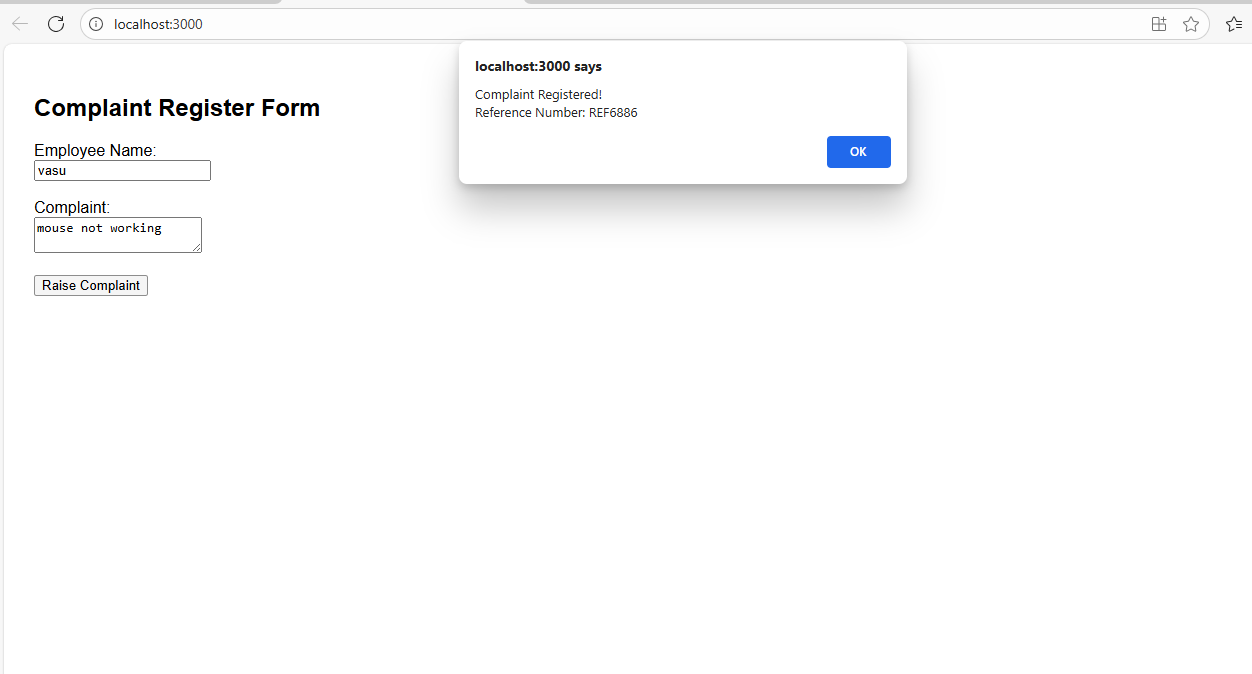 localhost:3000
localhost:3000 says
Complaint Registered!
Reference Number: REF6886
OK
Complaint Register Form
Employee Name:
vasu
Complaint:
mouse not working
Raise Complaint